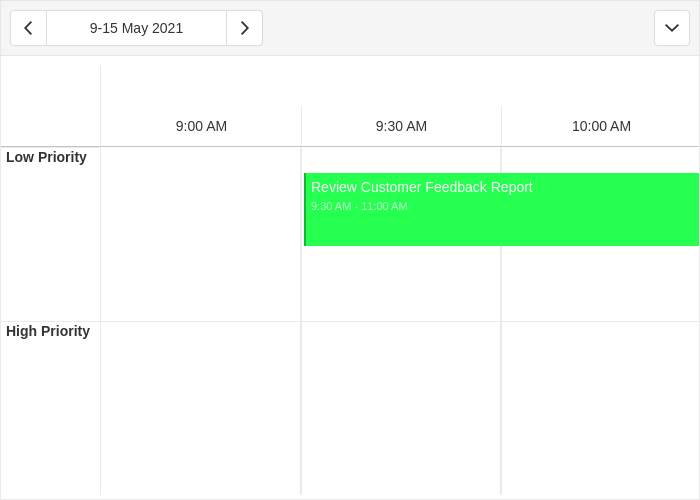 9-15 May 2021
9:00 AM
9:30 AM
10:00 AM
Low Priority
Review Customer Feedback Report
9:30 AM - 11:00 AM
High Priority